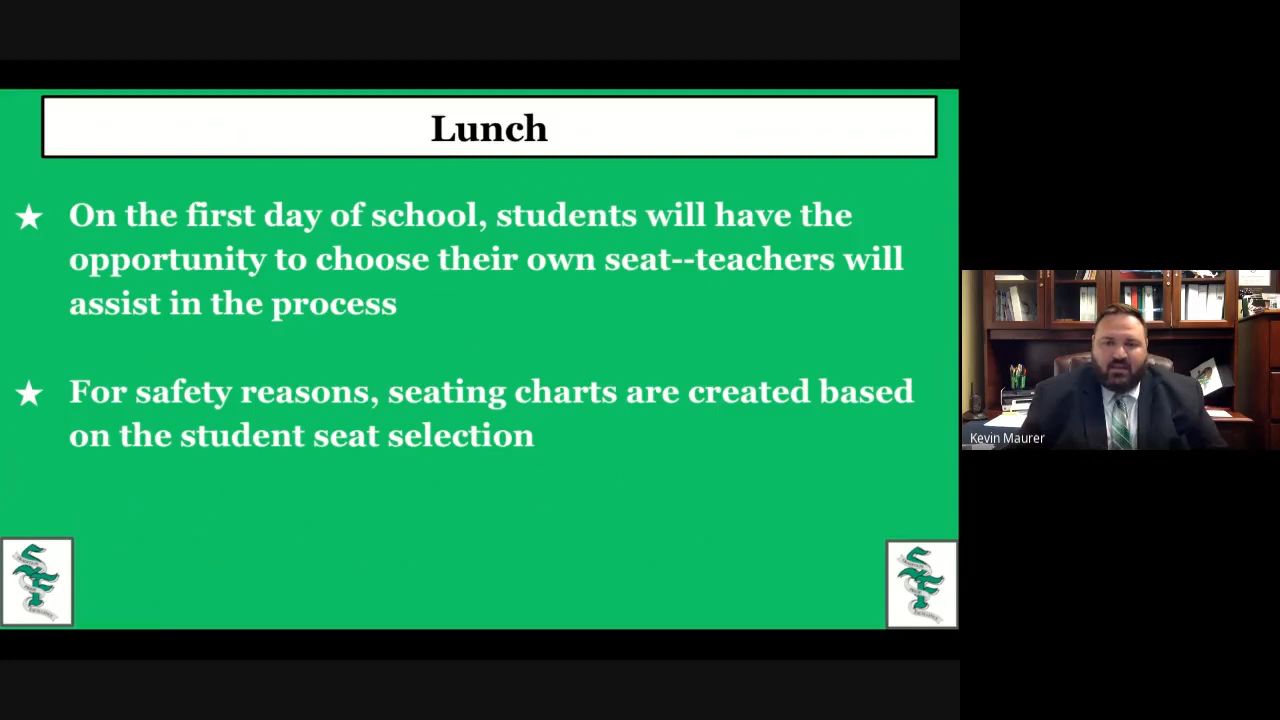 Lunch
★ On the first day of school, students will have the
opportunity to choose their own seat--teachers will
assist in the process
★ For safety reasons, seating charts are created based
on the student seat selection
Kevin Maurer